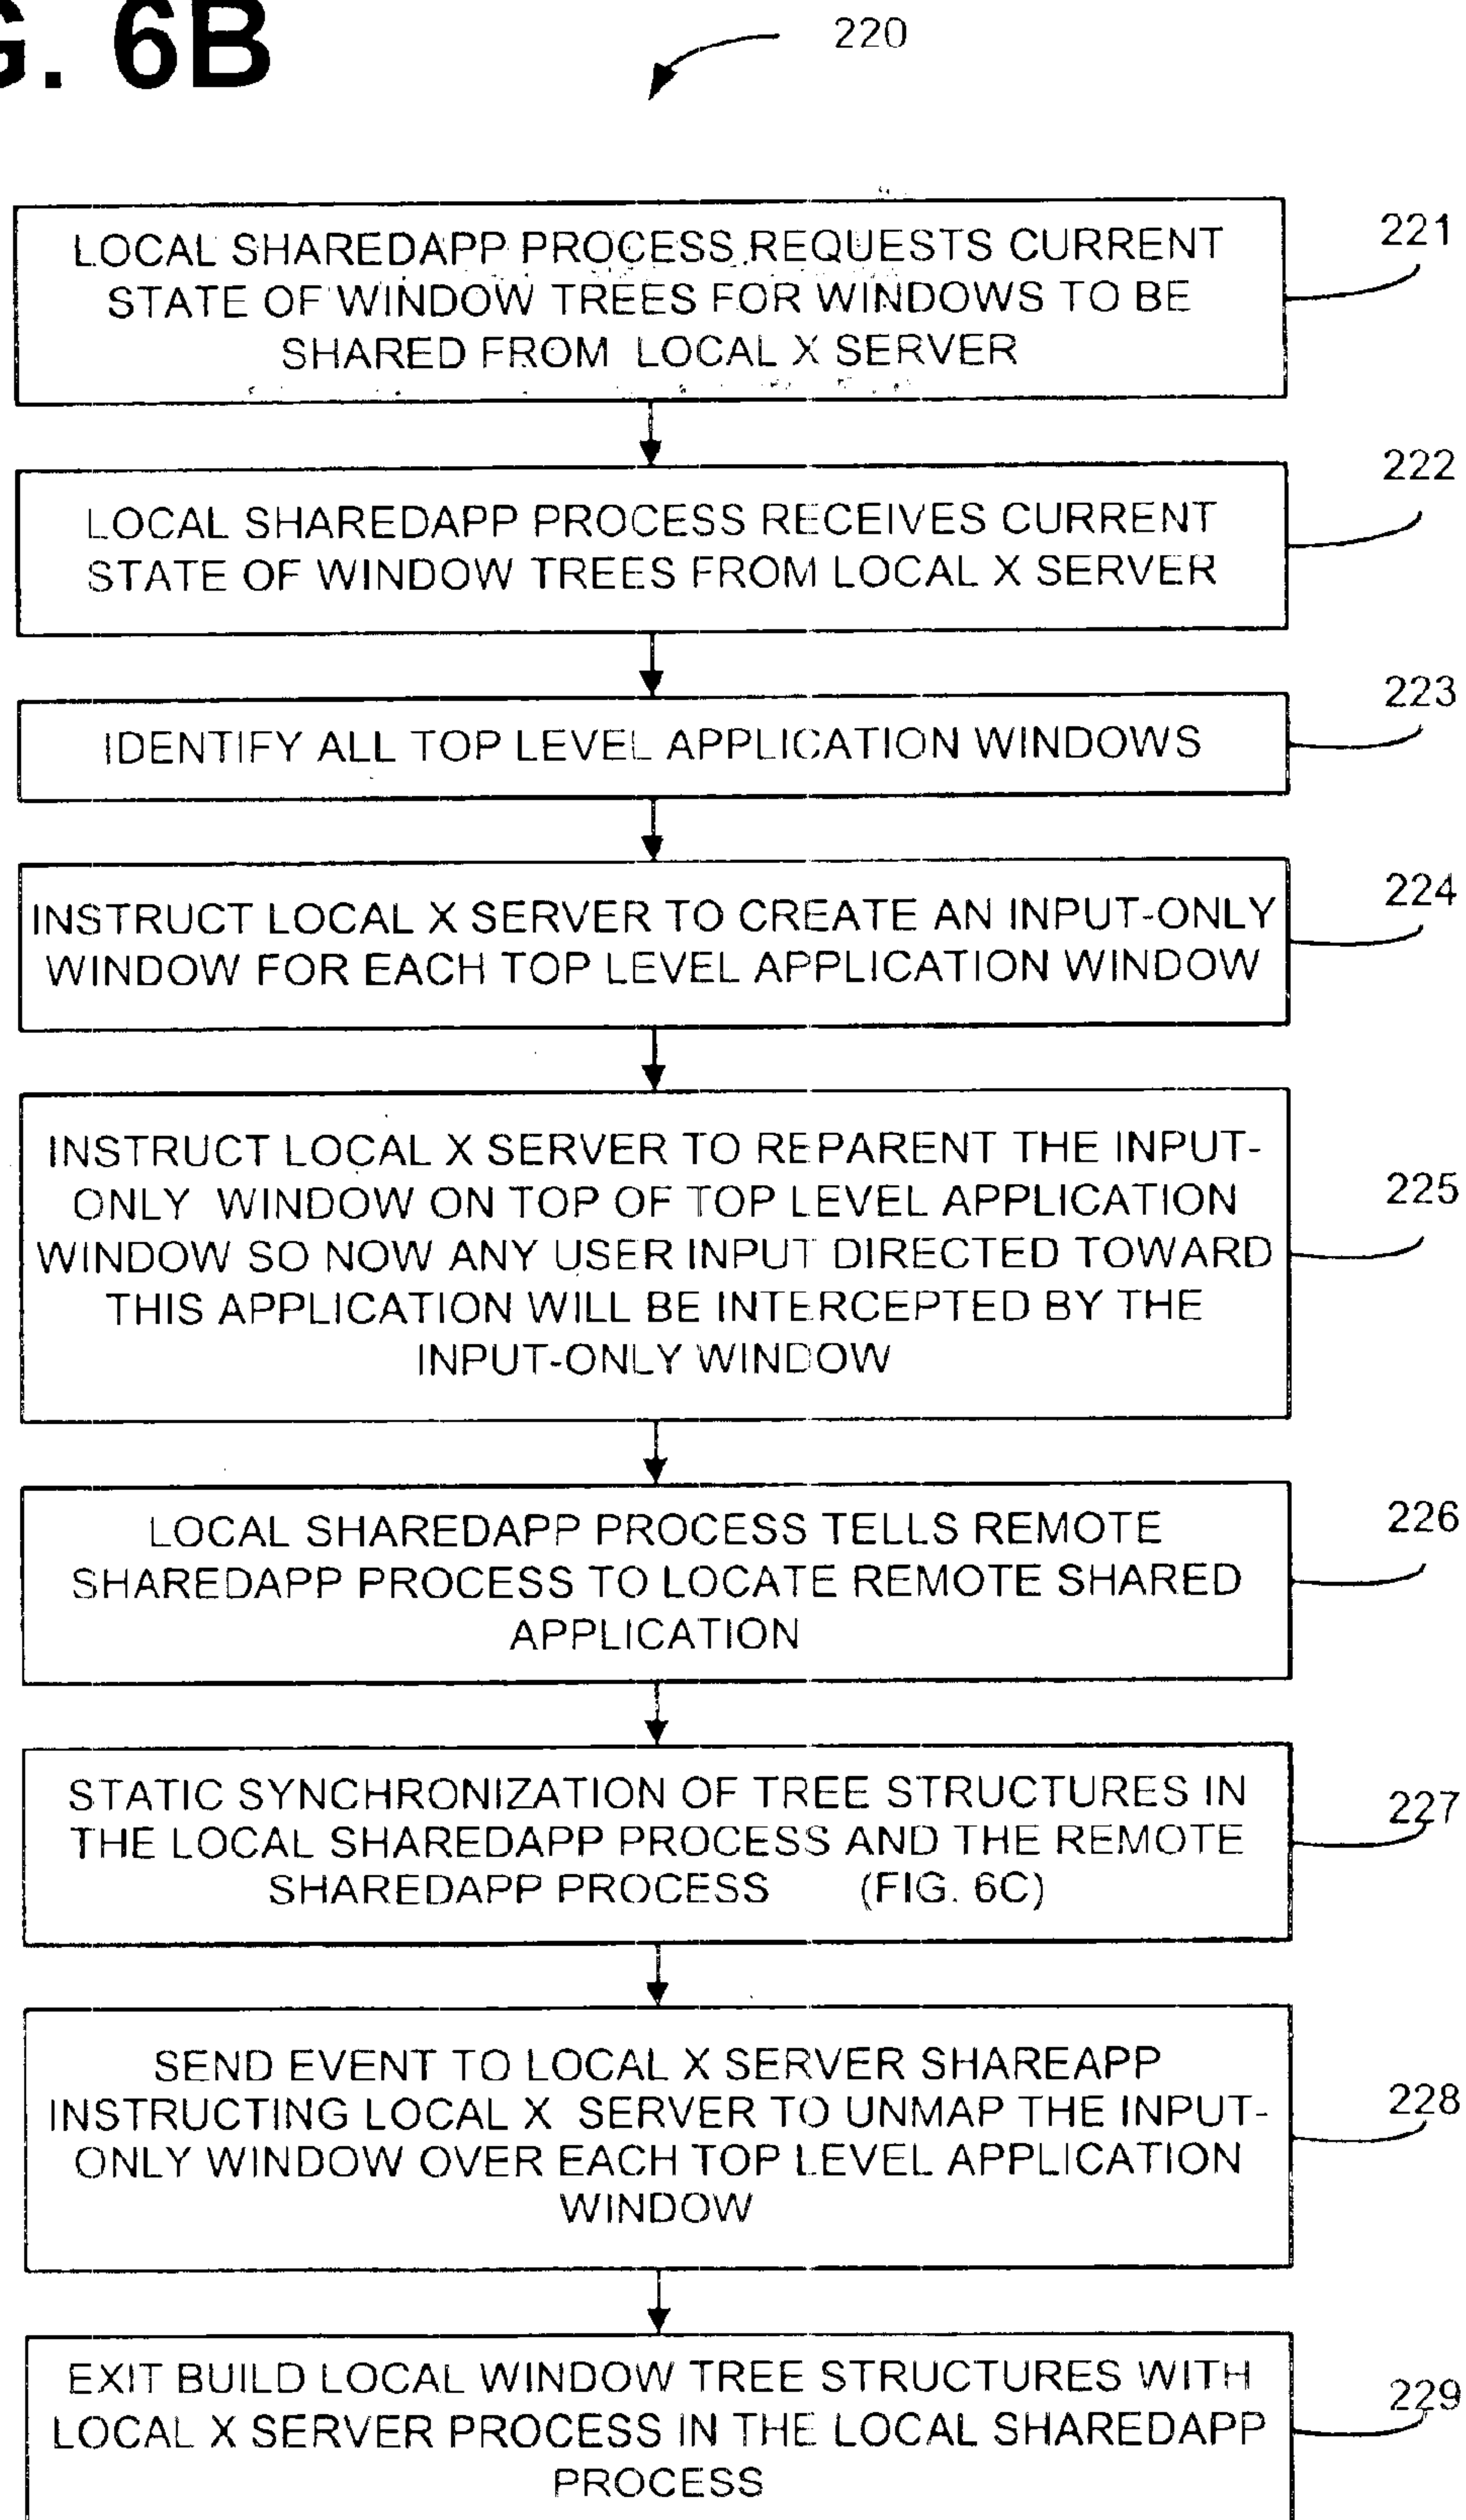 G. 6B
220
LOCAL SHAREDAPP PROCESS REQUESTS CURRENT
STATE OF WINDOW TREES FOR WINDOWS TO BE
SHARED FROM LOCAL X SERVER
221
LOCAL SHAREDAPP PROCESS RECEIVES CURRENT
STATE OF WINDOW TREES FROM LOCAL X SERVER
222
IDENTIFY ALL TOP LEVEL APPLICATION WINDOWS
223
INSTRUCT LOCAL X SERVER TO CREATE AN INPUT-ONLY
WINDOW FOR EACH TOP LEVEL APPLICATION WINDOW
224
INSTRUCT LOCAL X SERVER TO REPARENT THE INPUT-
ONLY WINDOW ON TOP OF TOP LEVEL APPLICATION
WINDOW SO NOW ANY USER INPUT DIRECTED TOWARD
THIS APPLICATION WILL BE INTERCEPTED BY THE
INPUT-ONLY WINDOW
225
LOCAL SHAREDAPP PROCESS TELLS REMOTE
SHAREDAPP PROCESS TO LOCATE REMOTE SHARED
APPLICATION
226
STATIC SYNCHRONIZATION OF TREE STRUCTURES IN
THE LOCAL SHAREDAPP PROCESS AND THE REMOTE
SHAREDAPP PROCESS (FIG. 6C)
227
SEND EVENT TO LOCAL X SERVER SHAREAPP
INSTRUCTING LOCAL X SERVER TO UNMAP THE INPUT-
ONLY WINDOW OVER EACH TOP LEVEL APPLICATION
WINDOW
228
EXIT BUILD LOCAL WINDOW TREE STRUCTURES WITH
LOCAL X SERVER PROCESS IN THE LOCAL SHAREDAPP
PROCESS
229